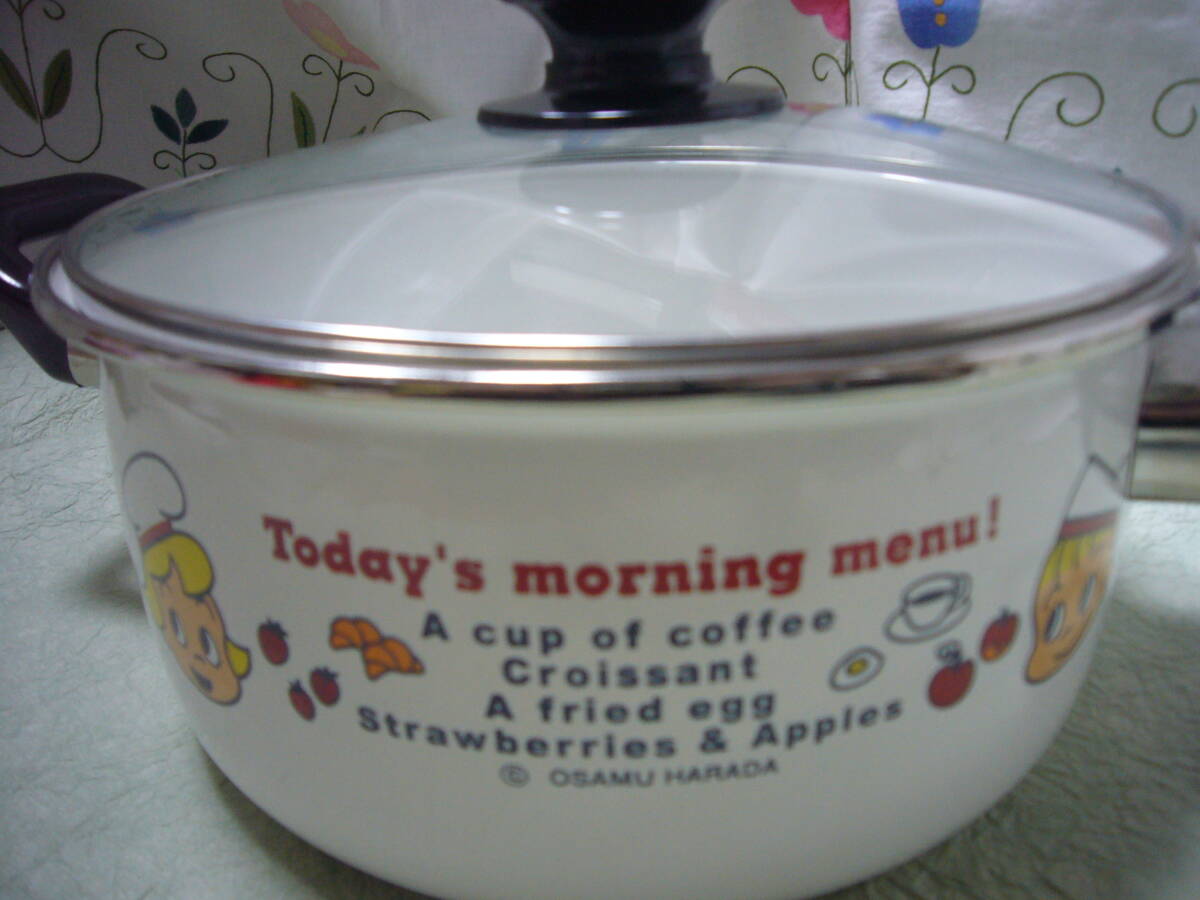 Today's morning menu!
A cup of coffee
Croissant
A fried egg
Strawberries & Apples
© OSAMU HARADA